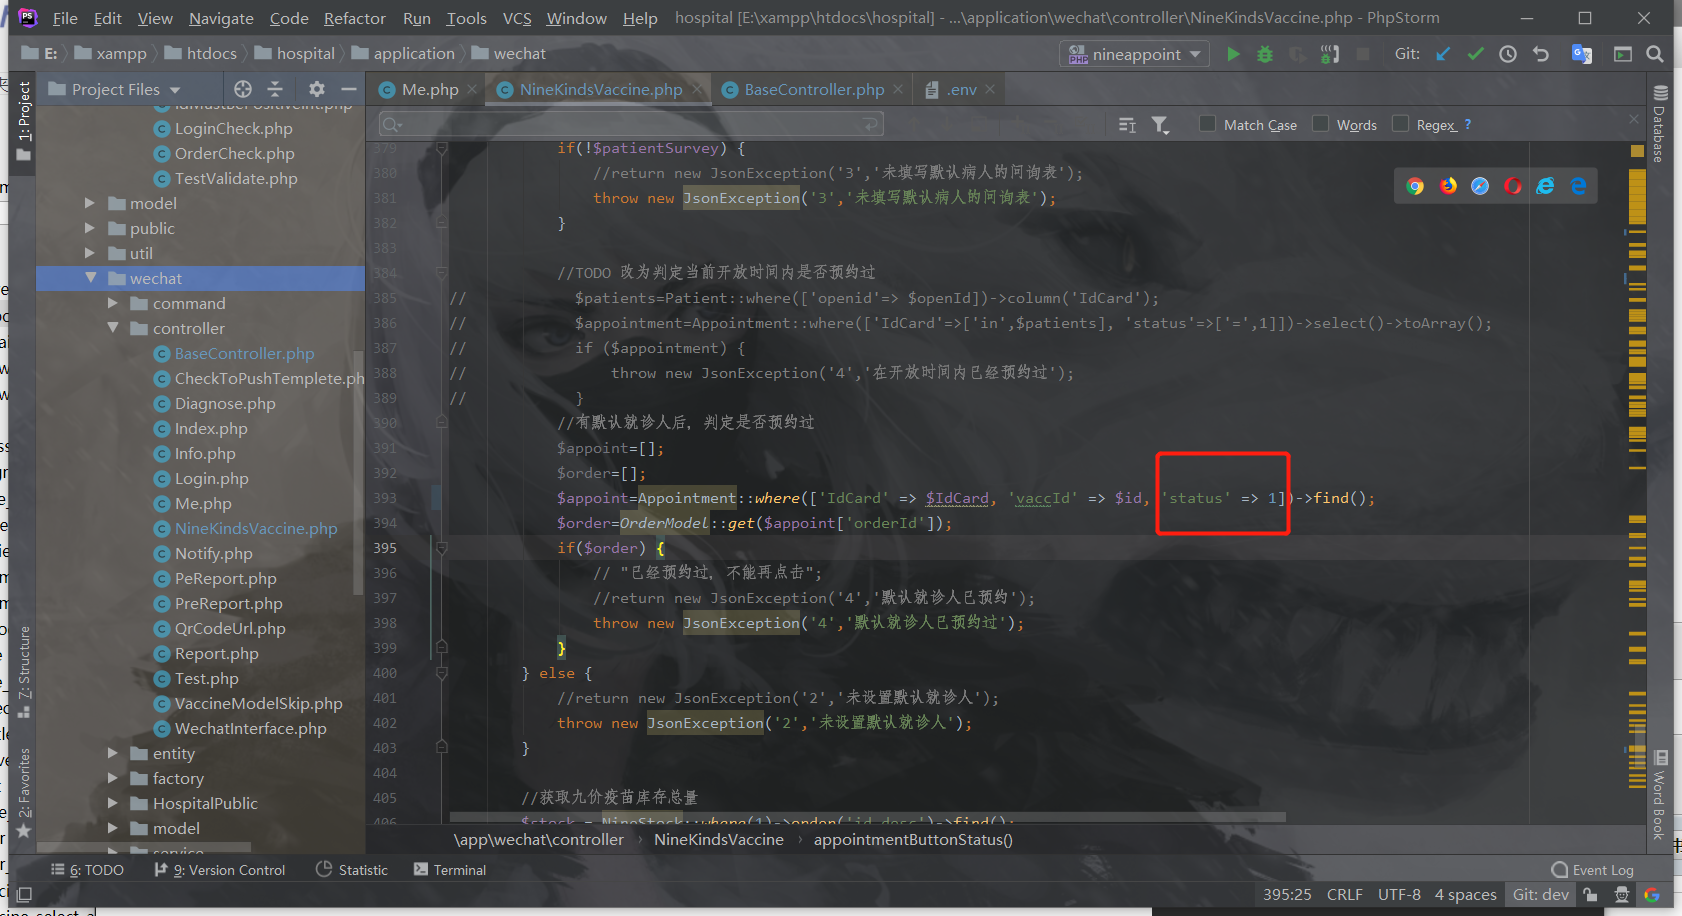 File Edit View Navigate Code Refactor Run Tools VCS Window Help hospital [E:\xampp\htdocs\hospital] - ...\application\wechat\controller\NineKindsVaccine.php - PhpStorm
E: xampp htdocs hospital application wechat nineappoint Git:
Project Files Me.php NineKindsVaccine.php BaseController.php .env
Match Case Words Regex ?
1: Project
7: Structure
2: Favorites
IdMustBePositiveInt.php
LoginCheck.php
OrderCheck.php
TestValidate.php
model
public
util
wechat
command
controller
BaseController.php
CheckToPushTemplete.ph
Diagnose.php
Index.php
Info.php
Login.php
Me.php
NineKindsVaccine.php
Notify.php
PeReport.php
PreReport.php
QrCodeUrl.php
Report.php
Test.php
VaccineModelSkip.php
WechatInterface.php
entity
factory
HospitalPublic
model
service
379 if(!$patientSurvey) {
380 //return new JsonException('3','未填写默认病人的问询表');
381 throw new JsonException('3','未填写默认病人的问询表');
382 }
383
384 //TODO 改为判定当前开放时间内是否预约过
385 // $patients=Patient::where(['openid'=> $openId])->column('IdCard');
386 // $appointment=Appointment::where(['IdCard'=>['in',$patients], 'status'=>['=',1]])->select()->toArray();
387 // if ($appointment) {
388 // throw new JsonException('4','在开放时间内已经预约过');
389 // }
390 //有默认就诊人后，判定是否预约过
391 $appoint=[];
392 $order=[];
393 $appoint=Appointment::where(['IdCard' => $IdCard, 'vaccId' => $id, 'status' => 1])->find();
394 $order=OrderModel::get($appoint['orderId']);
395 if($order) {
396 // "已经预约过，不能再点击";
397 //return new JsonException('4','默认就诊人已预约');
398 throw new JsonException('4','默认就诊人已预约过');
399 }
400 } else {
401 //return new JsonException('2','未设置默认就诊人');
402 throw new JsonException('2','未设置默认就诊人');
403 }
404
405 //获取九价疫苗库存总量
406 $stock = NineStock::where(1)->order('id desc')->find();
Database
Word Book
\app\wechat\controller › NineKindsVaccine › appointmentButtonStatus()
6: TODO 9: Version Control Statistic Terminal Event Log
395:25 CRLF UTF-8 4 spaces Git: dev